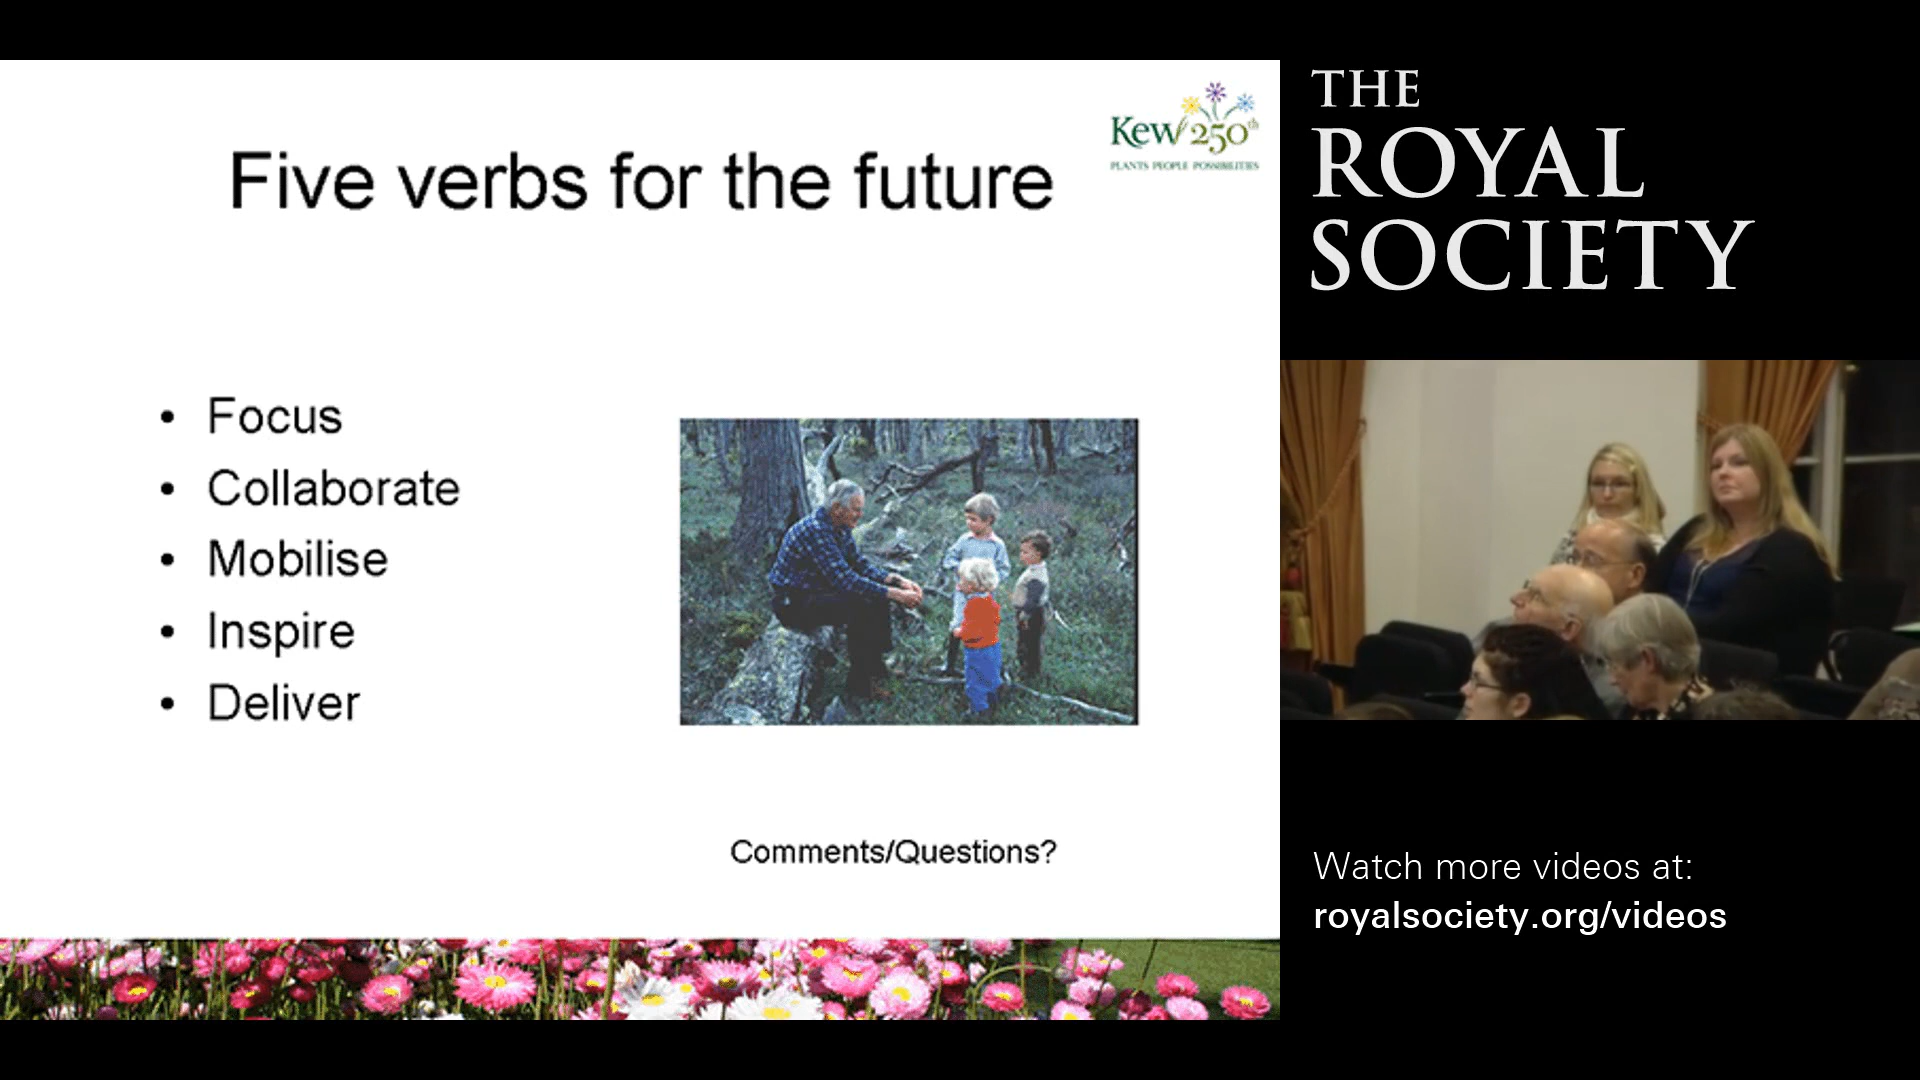 Kew 250th
PLANTS PEOPLE POSSIBILITIES
Five verbs for the future
• Focus
• Collaborate
• Mobilise
• Inspire
• Deliver
Comments/Questions?
THE
ROYAL
SOCIETY
Watch more videos at:
royalsociety.org/videos